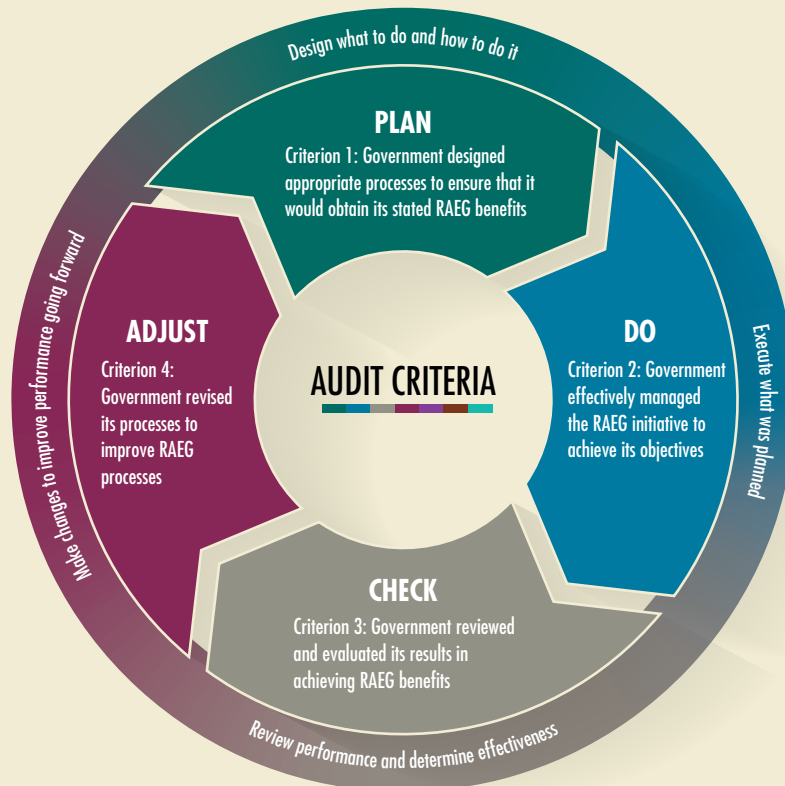 Design what to do and how to do it
PLAN
Criterion 1: Government designed
appropriate processes to ensure that it
would obtain its stated RAEG benefits
DO
Criterion 2: Government
effectively managed
the RAEG initiative to
achieve its objectives
Execute what was planned
CHECK
Criterion 3: Government reviewed
and evaluated its results in
achieving RAEG benefits
Review performance and determine effectiveness
ADJUST
Criterion 4:
Government revised
its processes to
improve RAEG
processes
Make changes to improve performance going forward
AUDIT CRITERIA